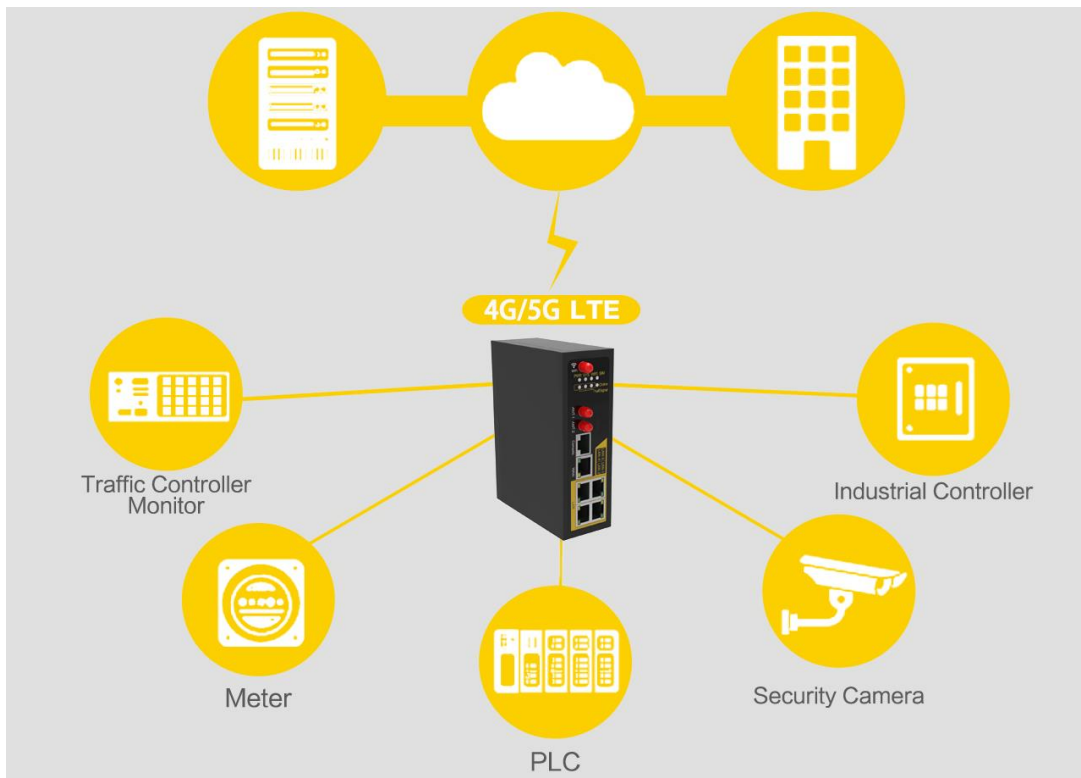 4G/5G LTE
Traffic Controller
Monitor
Industrial Controller
Meter
Security Camera
PLC